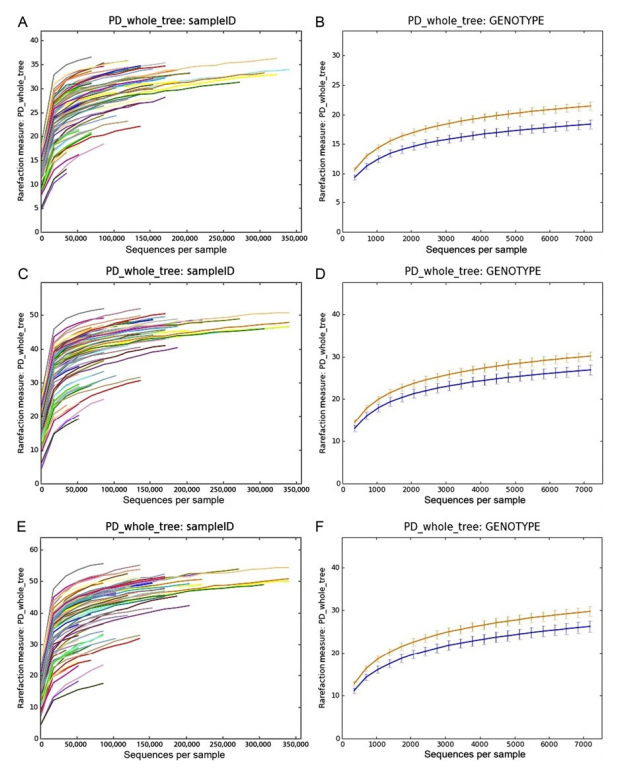 A PD_whole_tree: sampleID
Rarefaction measure: PD_whole_tree
40
35
30
25
20
15
10
5
0
0 50,000 100,000 150,000 200,000 250,000 300,000 350,000
Sequences per sample
B PD_whole_tree: GENOTYPE
Rarefaction measure: PD_whole_tree
30
25
20
15
10
5
0
0 1000 2000 3000 4000 5000 6000 7000
Sequences per sample
C PD_whole_tree: sampleID
Rarefaction measure: PD_whole_tree
50
40
30
20
10
0
0 50,000 100,000 150,000 200,000 250,000 300,000 350,000
Sequences per sample
D PD_whole_tree: GENOTYPE
Rarefaction measure: PD_whole_tree
40
30
20
10
0
0 1000 2000 3000 4000 5000 6000 7000
Sequences per sample
E PD_whole_tree: sampleID
Rarefaction measure: PD_whole_tree
60
50
40
30
20
10
0
0 50,000 100,000 150,000 200,000 250,000 300,000 350,000
Sequences per sample
F PD_whole_tree: GENOTYPE
Rarefaction measure: PD_whole_tree
40
30
20
10
0
0 1000 2000 3000 4000 5000 6000 7000
Sequences per sample